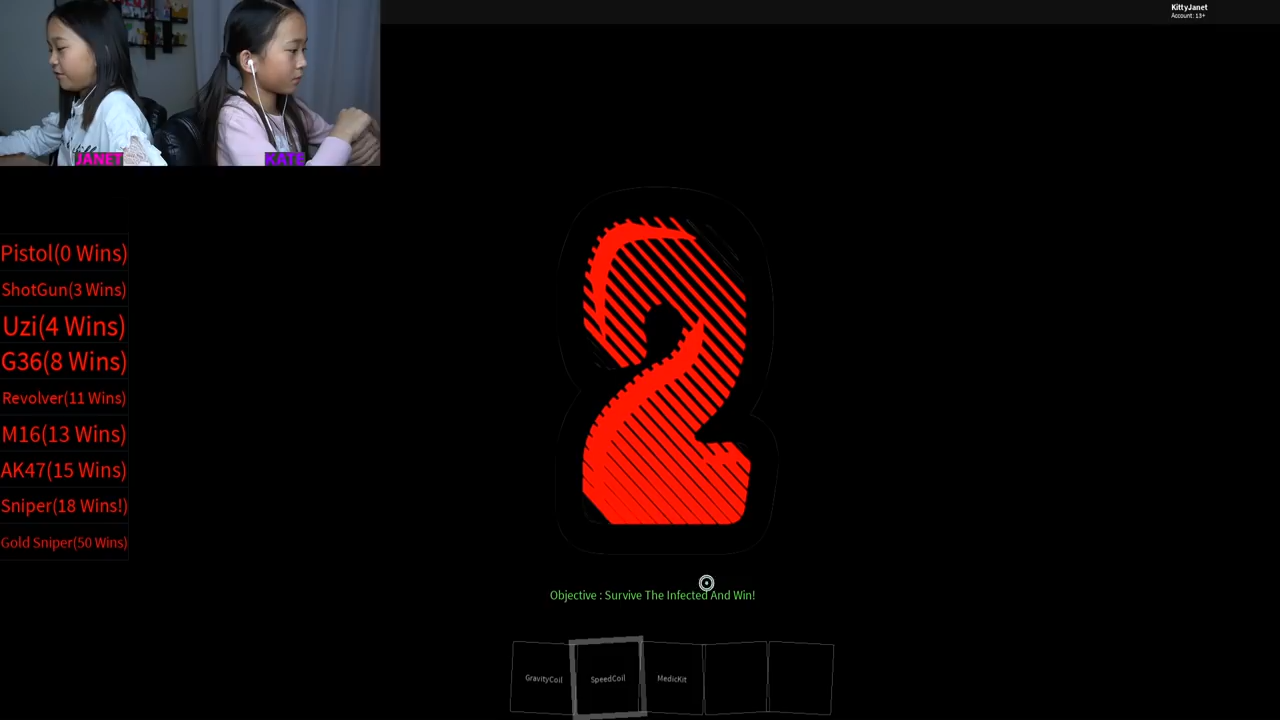 KittyJanet
Account: 13+
JANET
KATE
Pistol(0 Wins)
ShotGun(3 Wins)
Uzi(4 Wins)
G36(8 Wins)
Revolver(11 Wins)
M16(13 Wins)
AK47(15 Wins)
Sniper(18 Wins!)
Gold Sniper(50 Wins)
2
Objective : Survive The Infected And Win!
GravityCoil
SpeedCoil
MedicKit